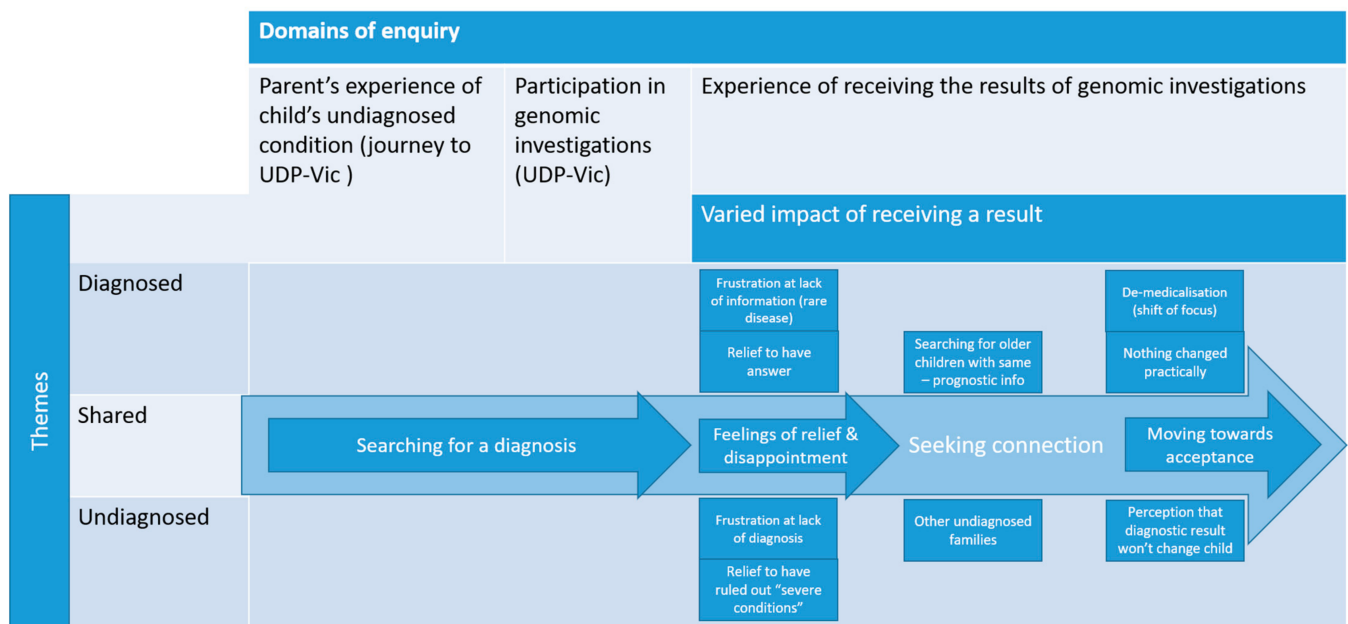 Domains of enquiry
Parent's experience of
child's undiagnosed
condition (journey to
UDP-Vic )
Participation in
genomic
investigations
(UDP-Vic)
Experience of receiving the results of genomic investigations
Varied impact of receiving a result
Themes
Diagnosed
Frustration at lack
of information (rare
disease)
Relief to have
answer
Searching for older
children with same
– prognostic info
De-medicalisation
(shift of focus)
Nothing changed
practically
Shared
Searching for a diagnosis
Feelings of relief &
disappointment
Seeking connection
Moving towards
acceptance
Undiagnosed
Frustration at lack
of diagnosis
Relief to have
ruled out “severe
conditions”
Other undiagnosed
families
Perception that
diagnostic result
won’t change child